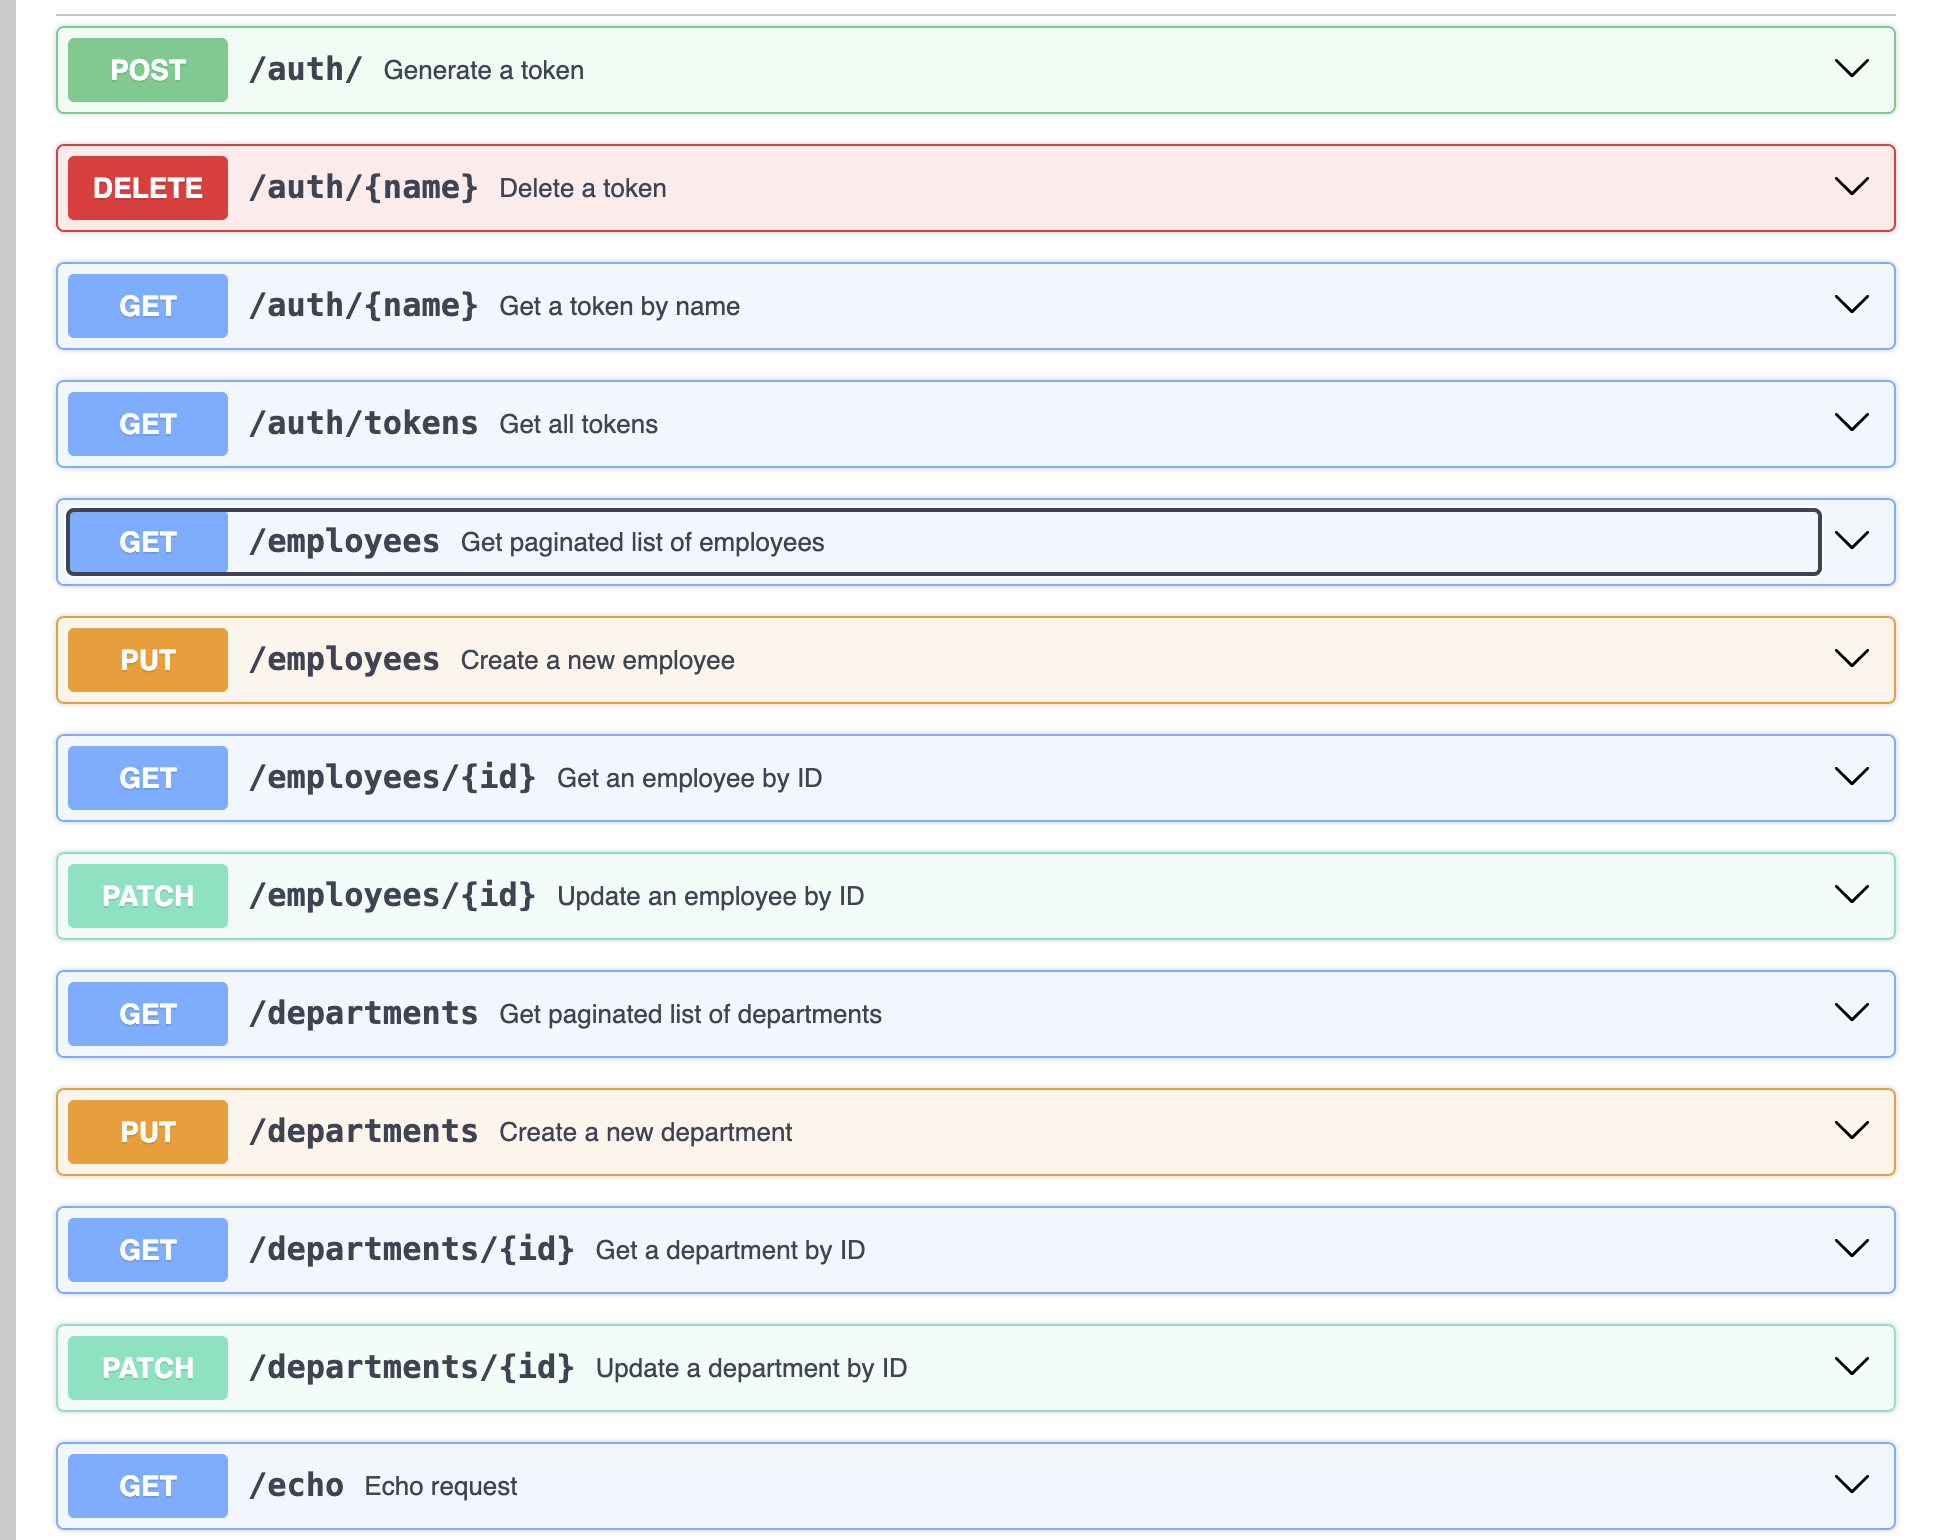 POST /auth/ Generate a token
DELETE /auth/{name} Delete a token
GET /auth/{name} Get a token by name
GET /auth/tokens Get all tokens
GET /employees Get paginated list of employees
PUT /employees Create a new employee
GET /employees/{id} Get an employee by ID
PATCH /employees/{id} Update an employee by ID
GET /departments Get paginated list of departments
PUT /departments Create a new department
GET /departments/{id} Get a department by ID
PATCH /departments/{id} Update a department by ID
GET /echo Echo request